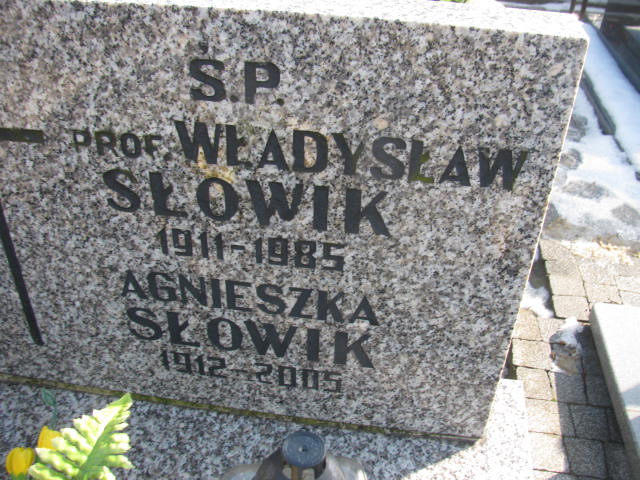 Ś.P.
PROF. WŁADYSŁAW
SŁOWIK
1911-1985
AGNIESZKA
SŁOWIK
1912-2005